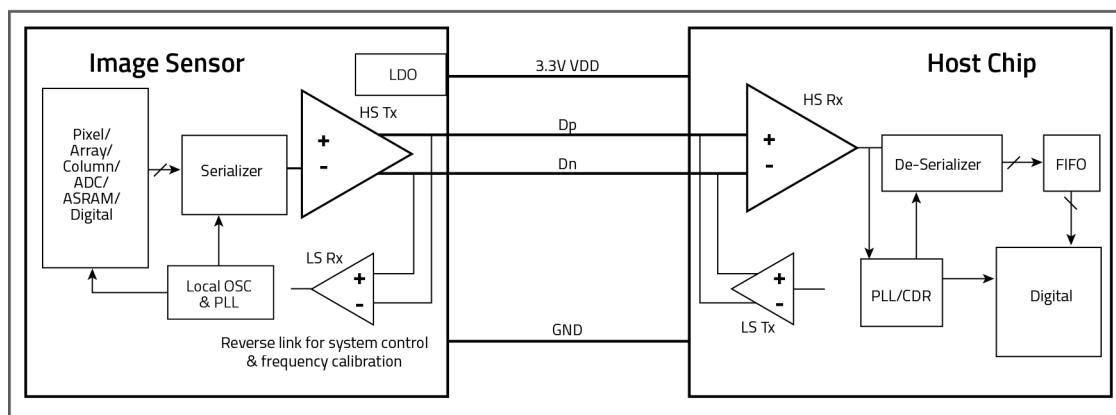 Image Sensor
LDO
HS Tx
Pixel/
Array/
Column/
ADC/
ASRAM/
Digital
Serializer
+
-
Local OSC
& PLL
LS Rx
+
-
Reverse link for system control
& frequency calibration
3.3V VDD
Dp
Dn
GND
Host Chip
HS Rx
+
-
De-Serializer
FIFO
+
-
LS Tx
PLL/CDR
Digital